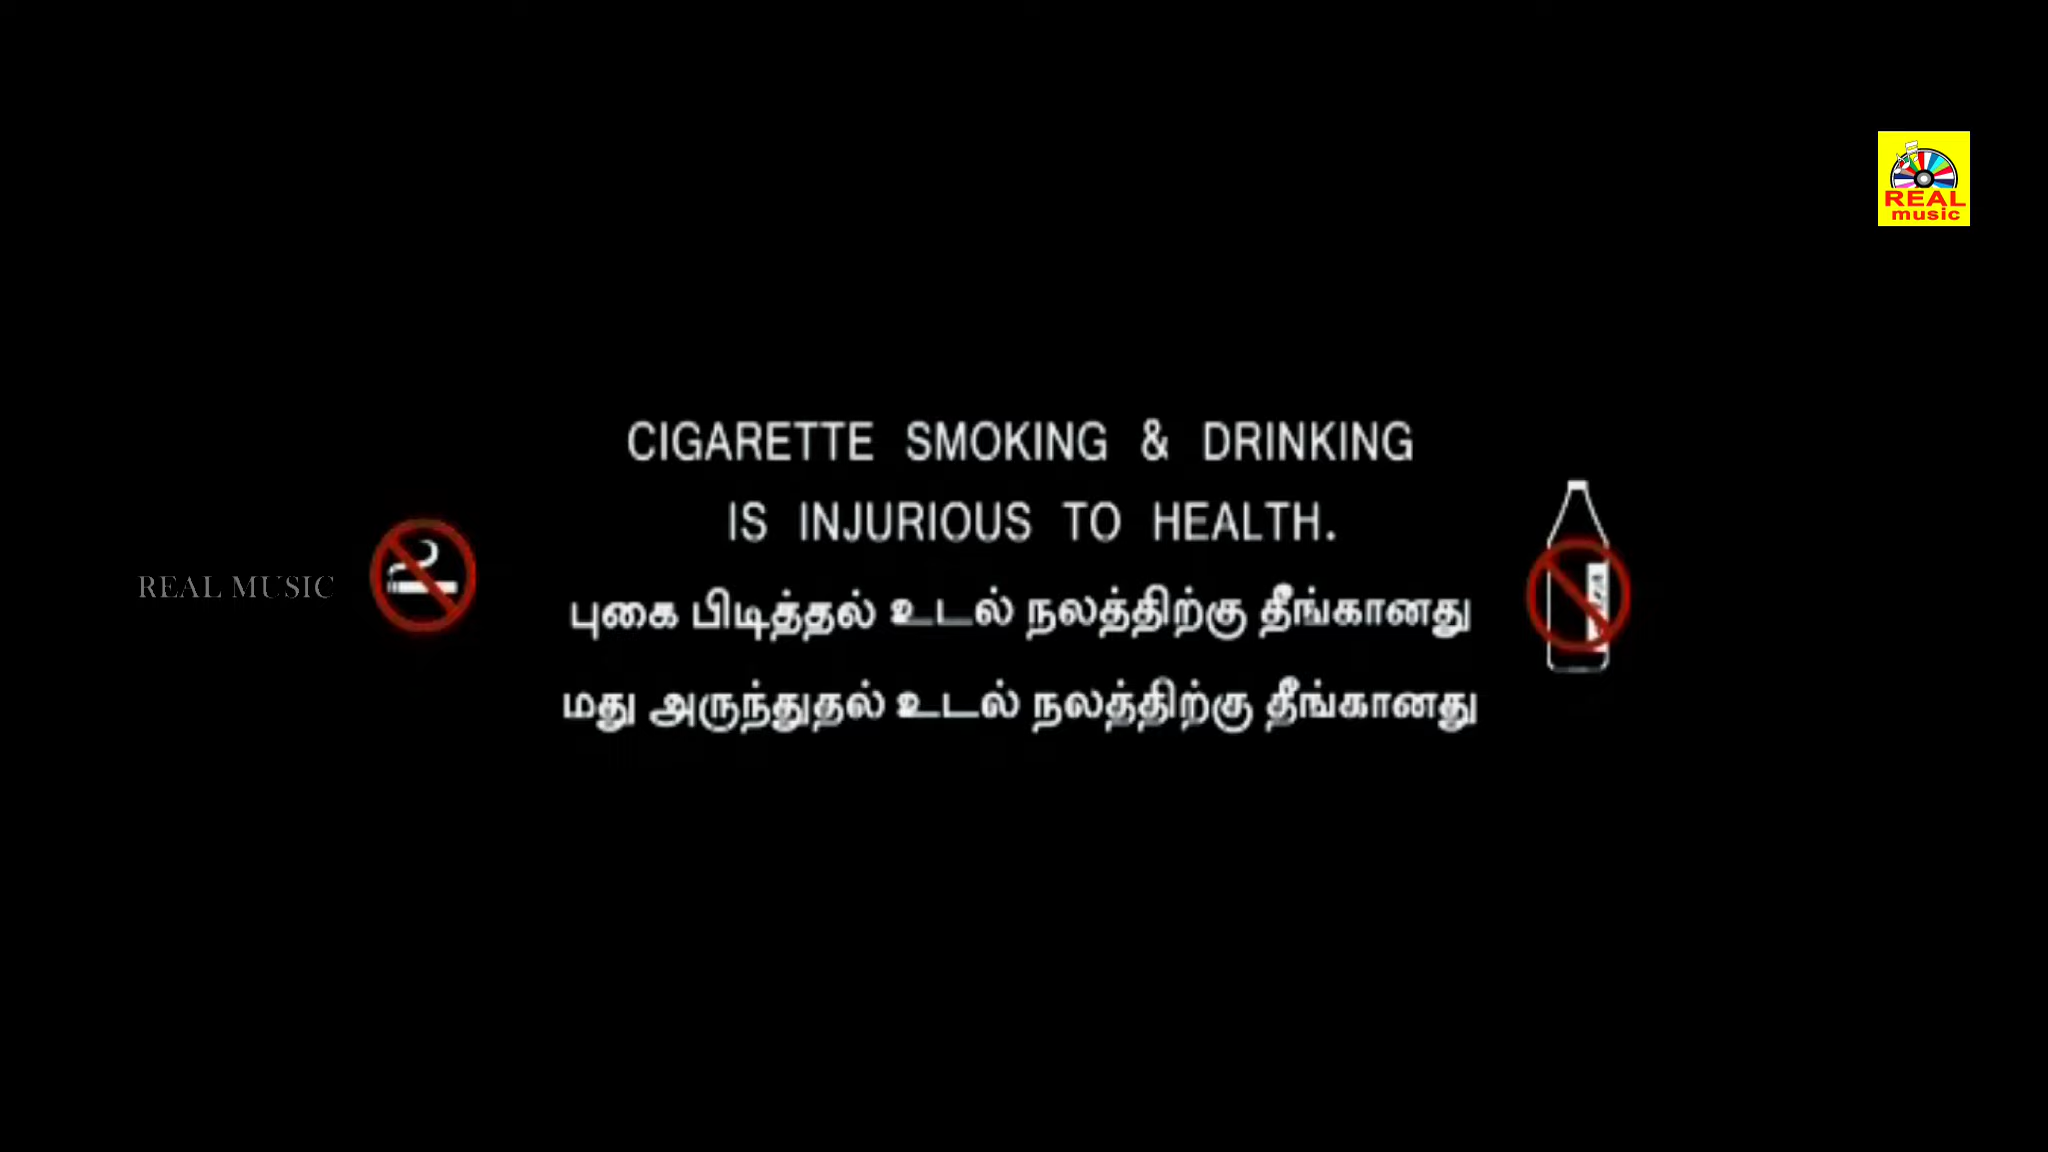 REAL
music
CIGARETTE SMOKING & DRINKING
IS INJURIOUS TO HEALTH.
REAL MUSIC
புகை பிடித்தல் உடல் நலத்திற்கு தீங்கானது
மது அருந்துதல் உடல் நலத்திற்கு தீங்கானது